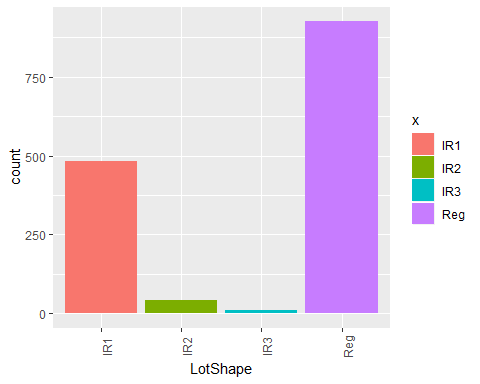 count
750
500
250
0
IR1
IR2
IR3
Reg
LotShape
x
IR1
IR2
IR3
Reg